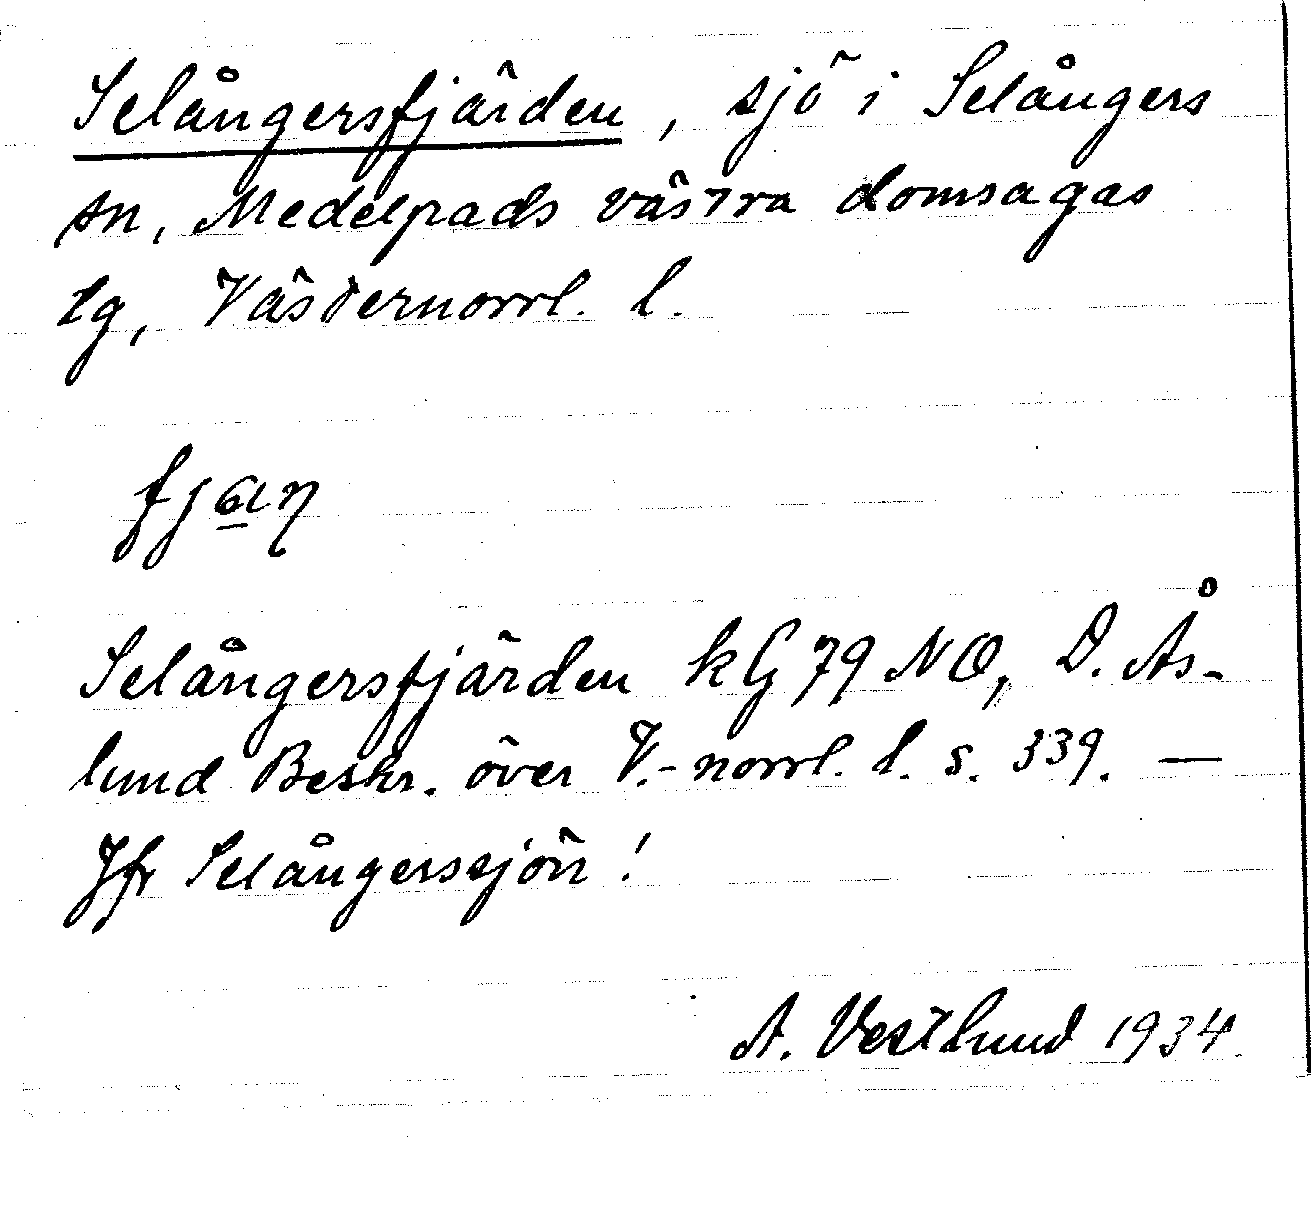 Selångersfjärden, sjö i Selångers
sn, Medelpads västra domsagas
tg, Västernorrl. l.
Selångersfjärden kG 79 NO, D. Ås-
lund Beskr. över V.-norrl. l. s. 339. —
Jfr Selångerssjön!
A. Vestlund 1934